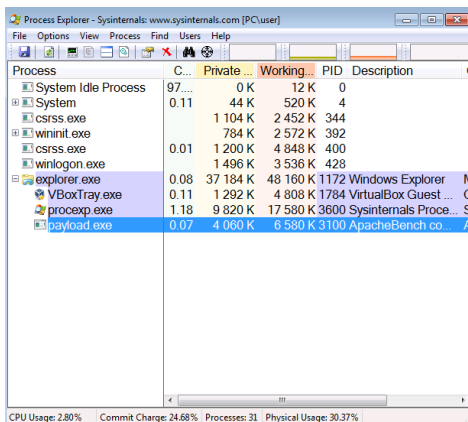 Process Explorer - Sysinternals: www.sysinternals.com [PC\user]
File Options View Process Find Users Help
Process C... Private ... Working... PID Description
System Idle Process 97.... 0 K 12 K 0
System 0.11 44 K 520 K 4
csrss.exe 1 104 K 2 452 K 344
wininit.exe 784 K 2 572 K 392
csrss.exe 0.01 1 200 K 4 848 K 400
winlogon.exe 1 496 K 3 536 K 428
explorer.exe 0.08 37 184 K 48 160 K 1172 Windows Explorer
VBoxTray.exe 0.11 1 292 K 4 808 K 1784 VirtualBox Guest ...
procexp.exe 1.18 9 820 K 17 580 K 3600 Sysinternals Proce...
payload.exe 0.07 4 060 K 6 580 K 3100 ApacheBench co...
CPU Usage: 2.80% Commit Charge: 24.68% Processes: 31 Physical Usage: 30.37%